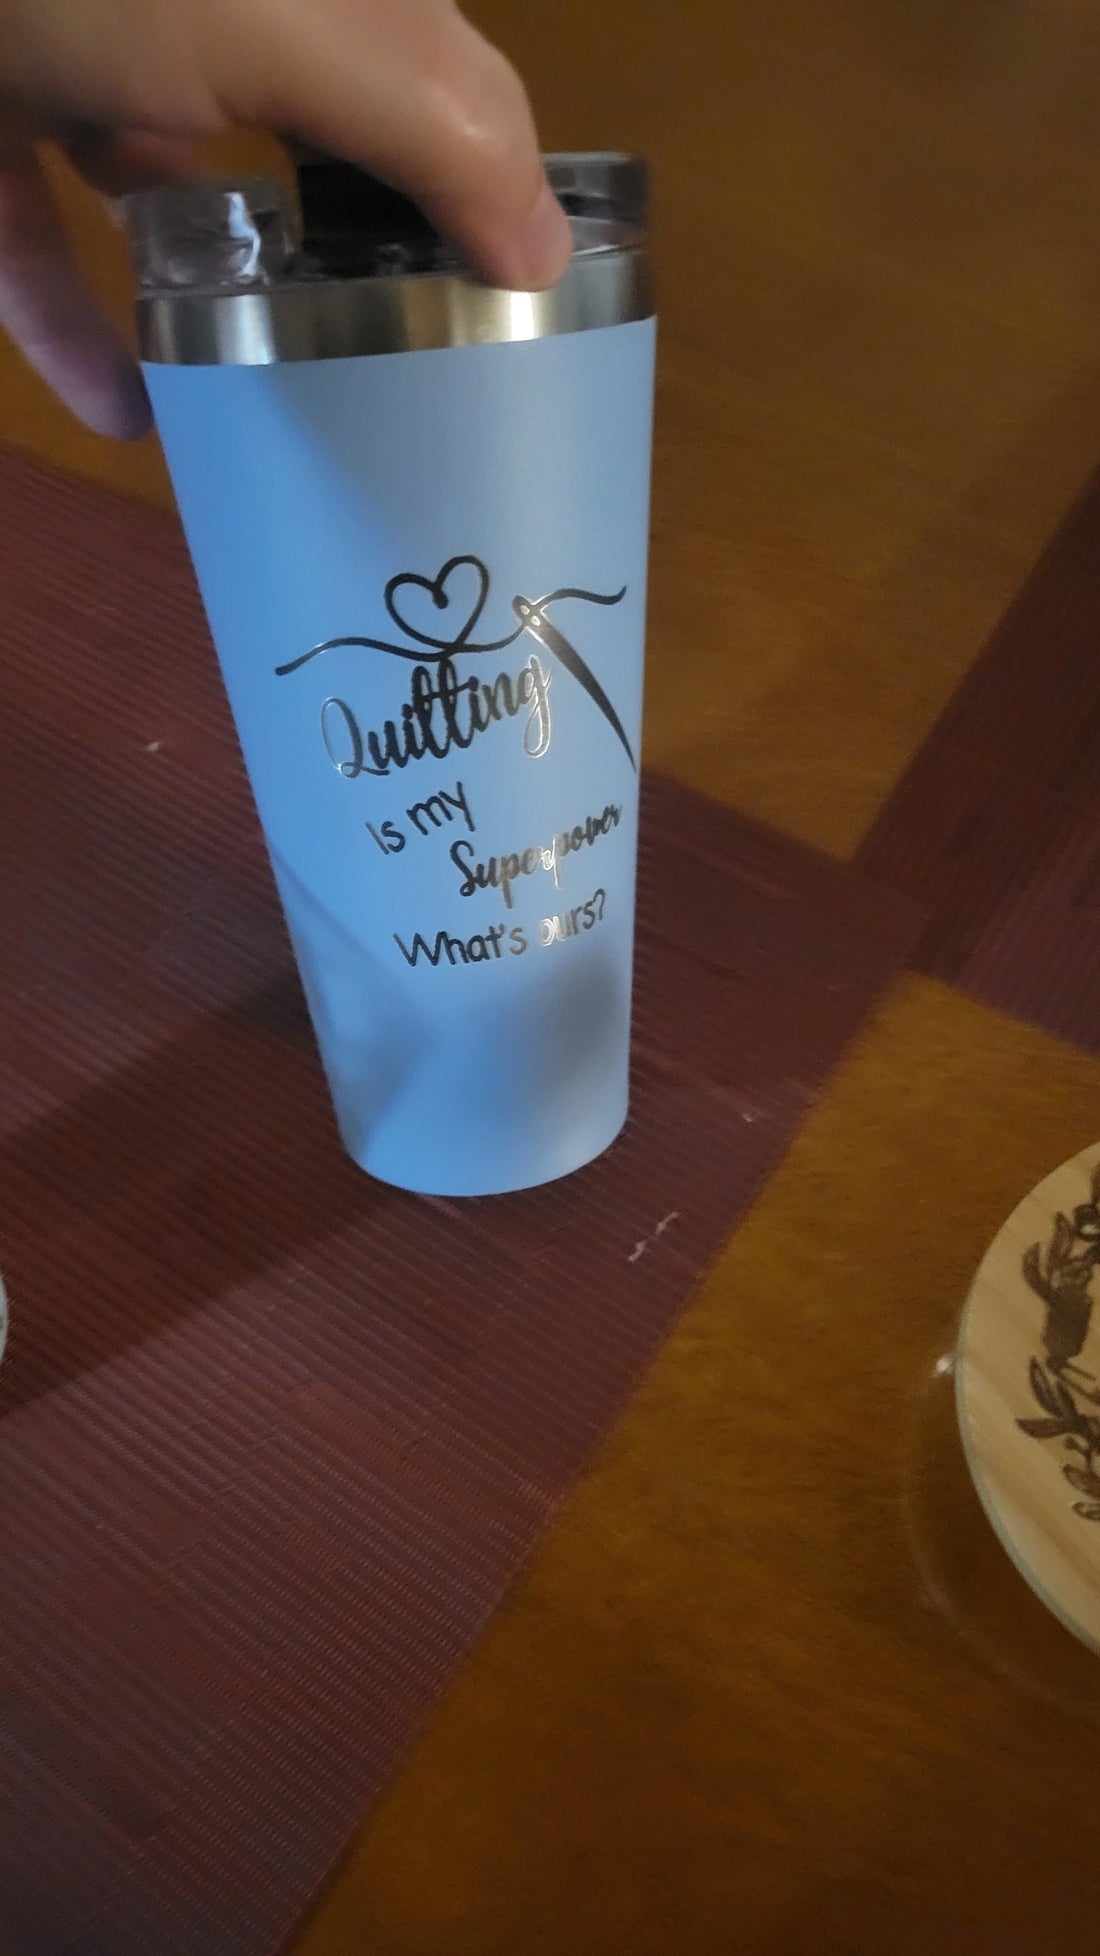 Quilting
Is my
Superpower
What's ours?